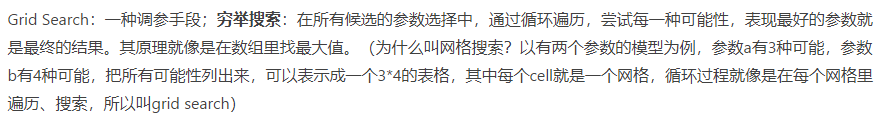 Grid Search：一种调参手段；穷举搜索：在所有候选的参数选择中，通过循环遍历，尝试每一种可能性，表现最好的参数就
是最终的结果。其原理就像是在数组里找最大值。（为什么叫网格搜索？以有两个参数的模型为例，参数a有3种可能，参数
b有4种可能，把所有可能性列出来，可以表示成一个3*4的表格，其中每个cell就是一个网格，循环过程就像是在每个网格里
遍历、搜索，所以叫grid search）